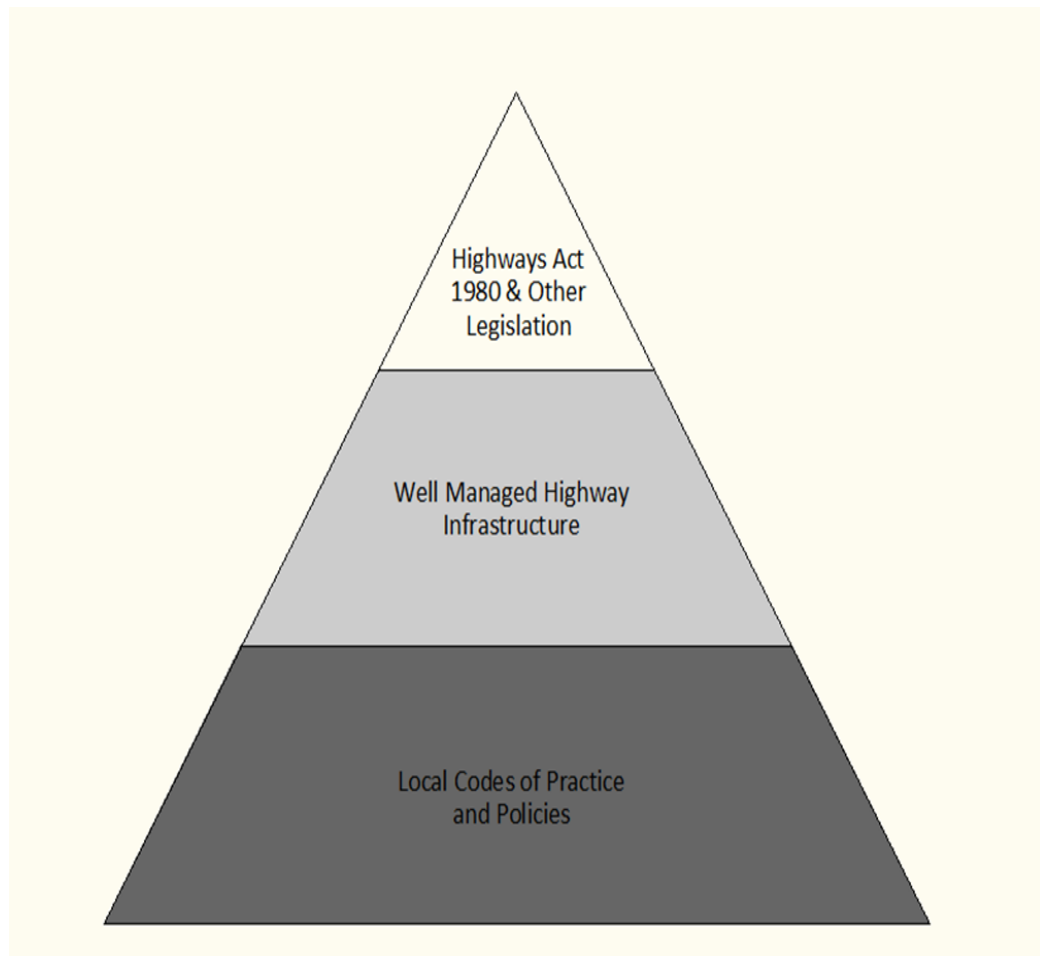 Highways Act
1980 & Other
Legislation
Well Managed Highway
Infrastructure
Local Codes of Practice
and Policies